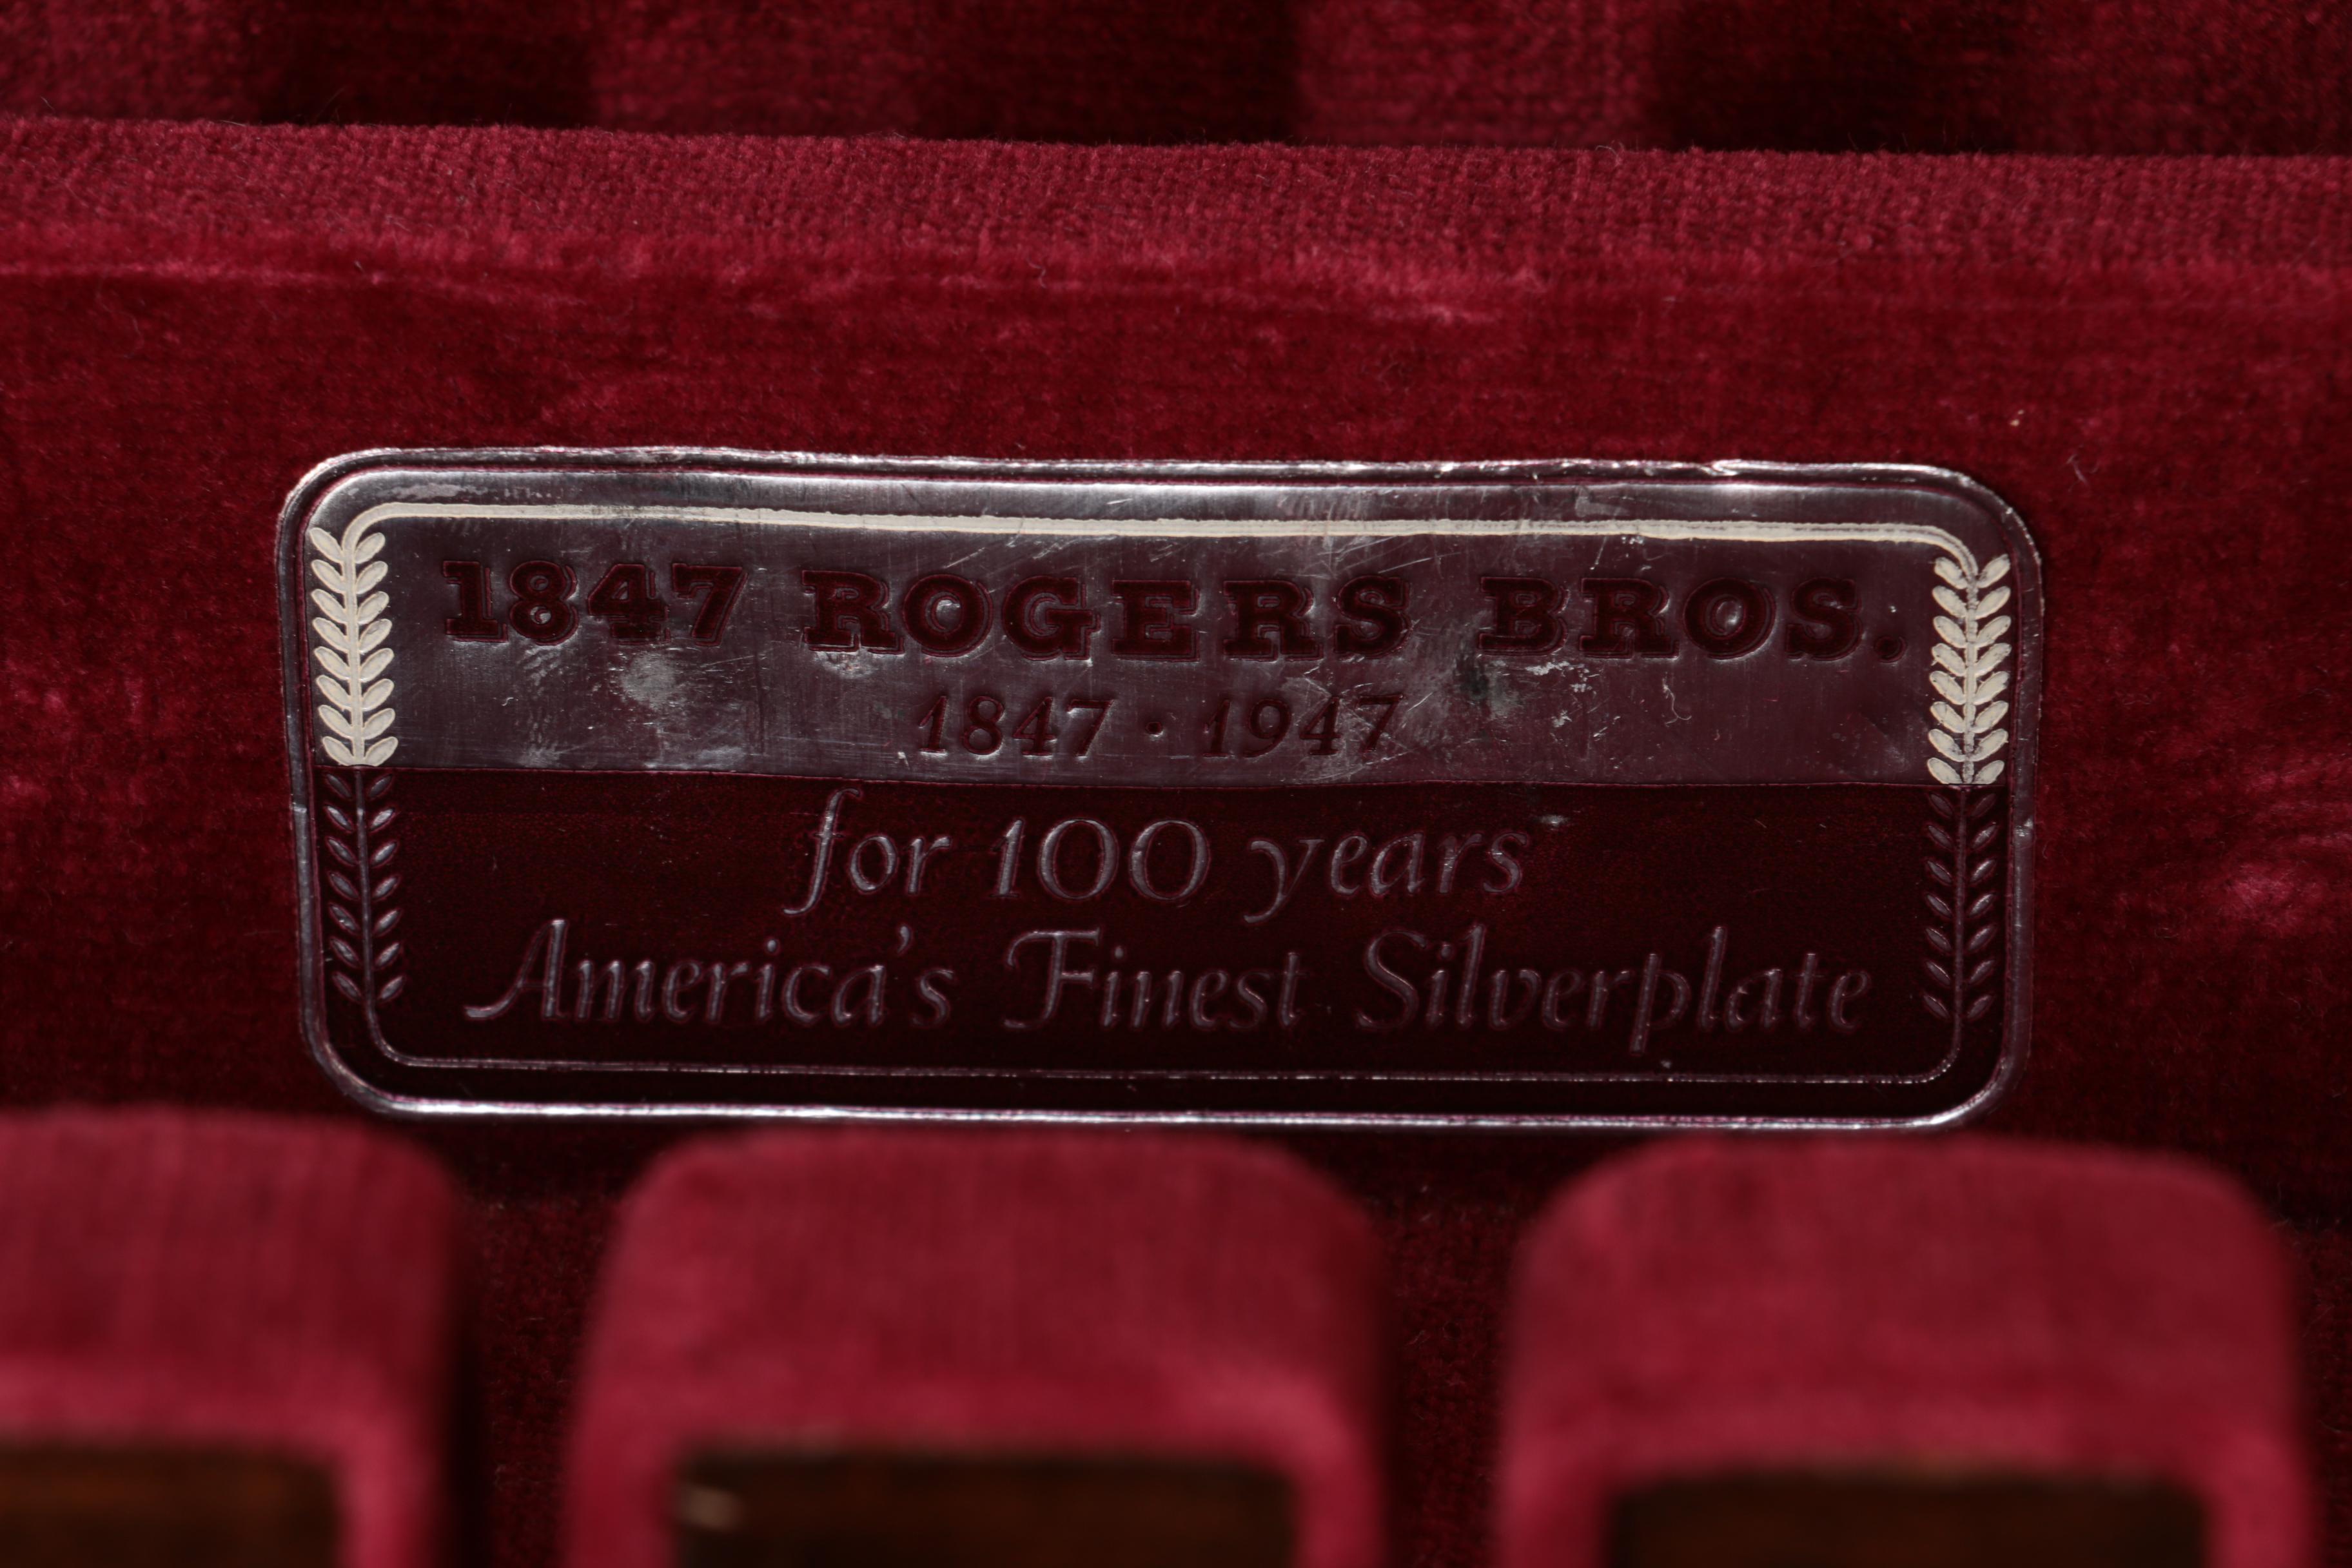 1847 ROGERS BROS.
1847 · 1947
for 100 years
America's Finest Silverplate